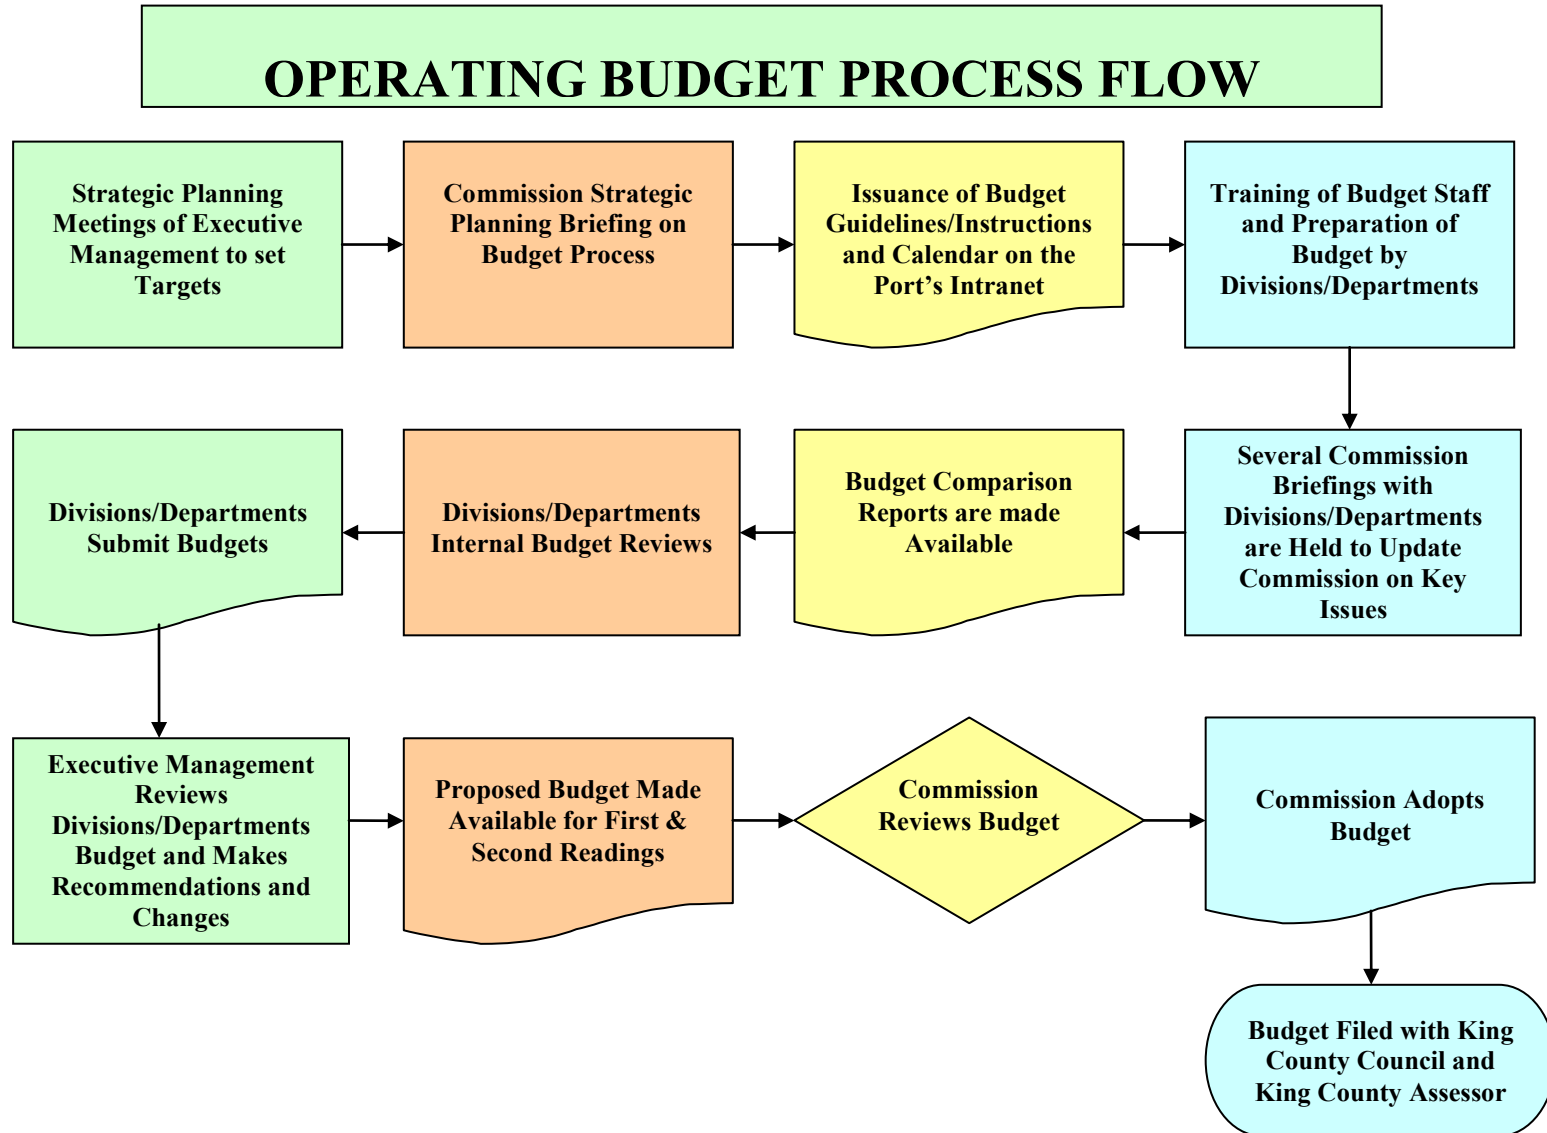 OPERATING BUDGET PROCESS FLOW
Strategic Planning
Meetings of Executive
Management to set
Targets
Commission Strategic
Planning Briefing on
Budget Process
Issuance of Budget
Guidelines/Instructions
and Calendar on the
Port's Intranet
Training of Budget Staff
and Preparation of
Budget by
Divisions/Departments
Several Commission
Briefings with
Divisions/Departments
are Held to Update
Commission on Key
Issues
Budget Comparison
Reports are made
Available
Divisions/Departments
Internal Budget Reviews
Divisions/Departments
Submit Budgets
Executive Management
Reviews
Divisions/Departments
Budget and Makes
Recommendations and
Changes
Proposed Budget Made
Available for First &
Second Readings
Commission
Reviews Budget
Commission Adopts
Budget
Budget Filed with King
County Council and
King County Assessor